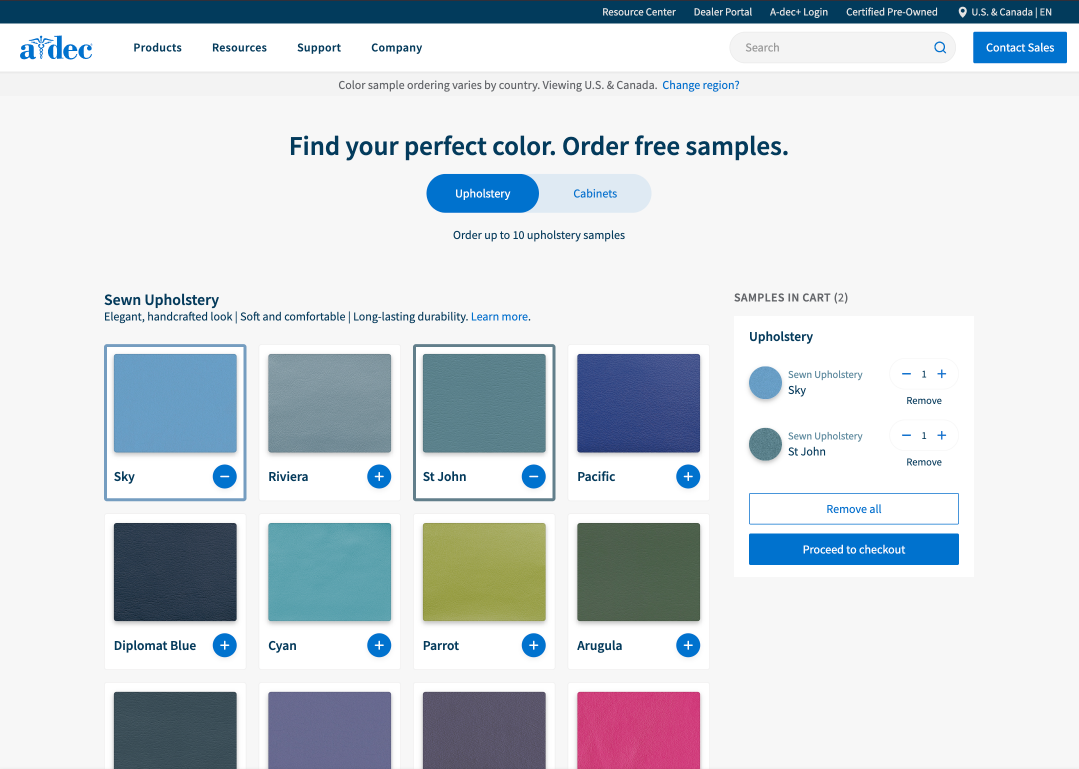 Resource Center Dealer Portal A-dec+ Login Certified Pre-Owned U.S. & Canada | EN
a-dec Products Resources Support Company Search Contact Sales
Color sample ordering varies by country. Viewing U.S. & Canada. Change region?
Find your perfect color. Order free samples.
Upholstery Cabinets
Order up to 10 upholstery samples
Sewn Upholstery
Elegant, handcrafted look | Soft and comfortable | Long-lasting durability. Learn more.
Sky Riviera St John Pacific
Diplomat Blue Cyan Parrot Arugula
SAMPLES IN CART (2)
Upholstery
Sewn Upholstery
Sky
1
Remove
Sewn Upholstery
St John
1
Remove
Remove all
Proceed to checkout